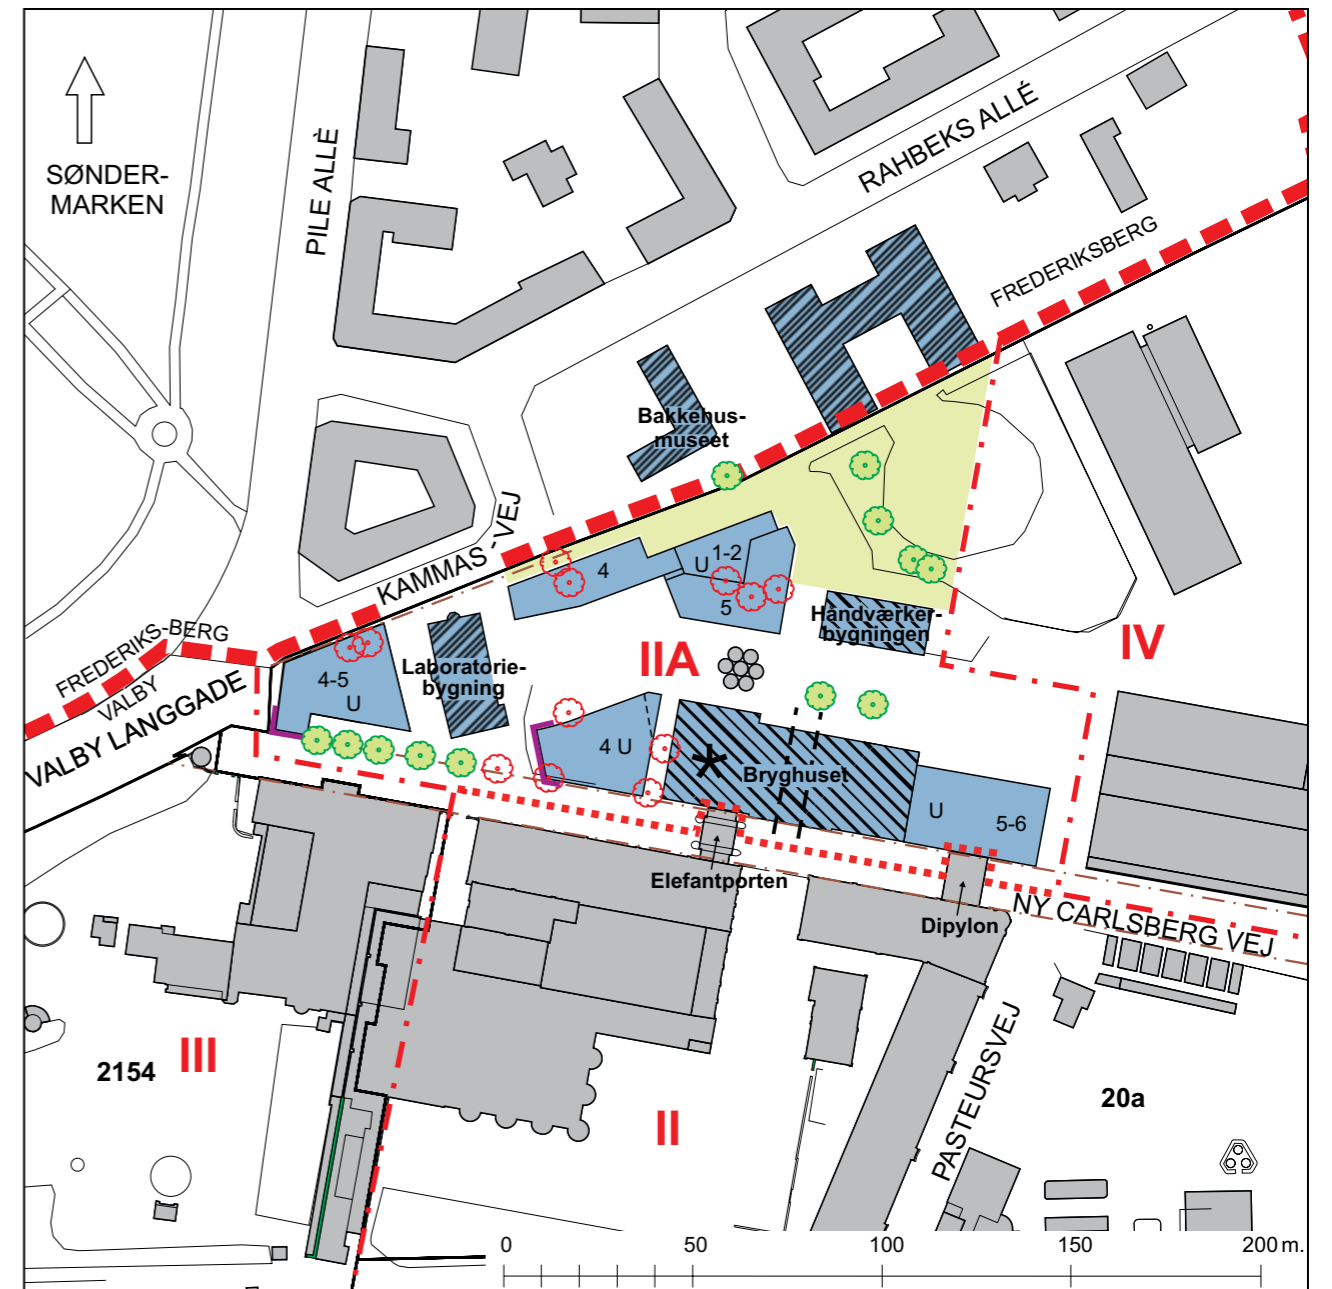 SØNDER-
MARKEN
PILE ALLÈ
RAHBEKS ALLÉ
FREDERIKSBERG
Bakkehus-
museet
KAMMAS-VEJ
FREDERIKS-BERG
VALBY
VALBY LANGGADE
4
U
1-2
5
Håndværker-
bygningen
IIA
IV
Laboratorie-
bygning
4-5
U
4 U
Bryghuset
U
5-6
Elefantporten
Dipylon
NY CARLSBERG VEJ
III
2154
II
PASTEURSVEJ
20a
0
50
100
150
200 m.